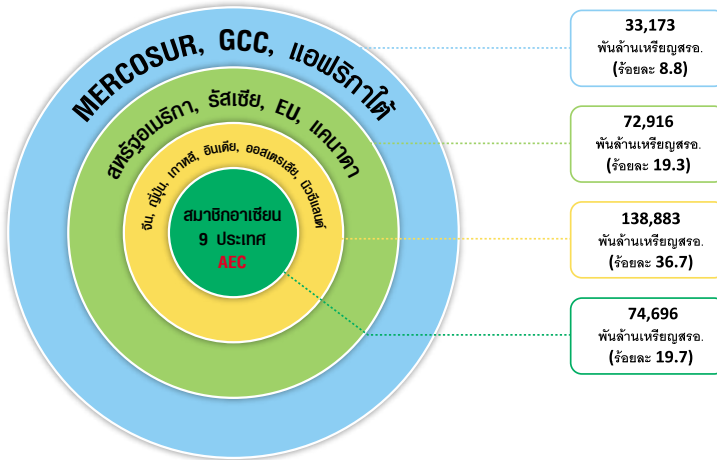 MERCOSUR, GCC, แอฟริกาใต้
สหรัฐอเมริกา, รัสเซีย, EU, แคนาดา
จีน, ญี่ปุ่น, เกาหลี, อินเดีย, ออสเตรเลีย, นิวซีแลนด์
สมาชิกอาเซียน
9 ประเทศ
AEC
33,173
พันล้านเหรียญสรอ.
(ร้อยละ 8.8)
72,916
พันล้านเหรียญสรอ.
(ร้อยละ 19.3)
138,883
พันล้านเหรียญสรอ.
(ร้อยละ 36.7)
74,696
พันล้านเหรียญสรอ.
(ร้อยละ 19.7)